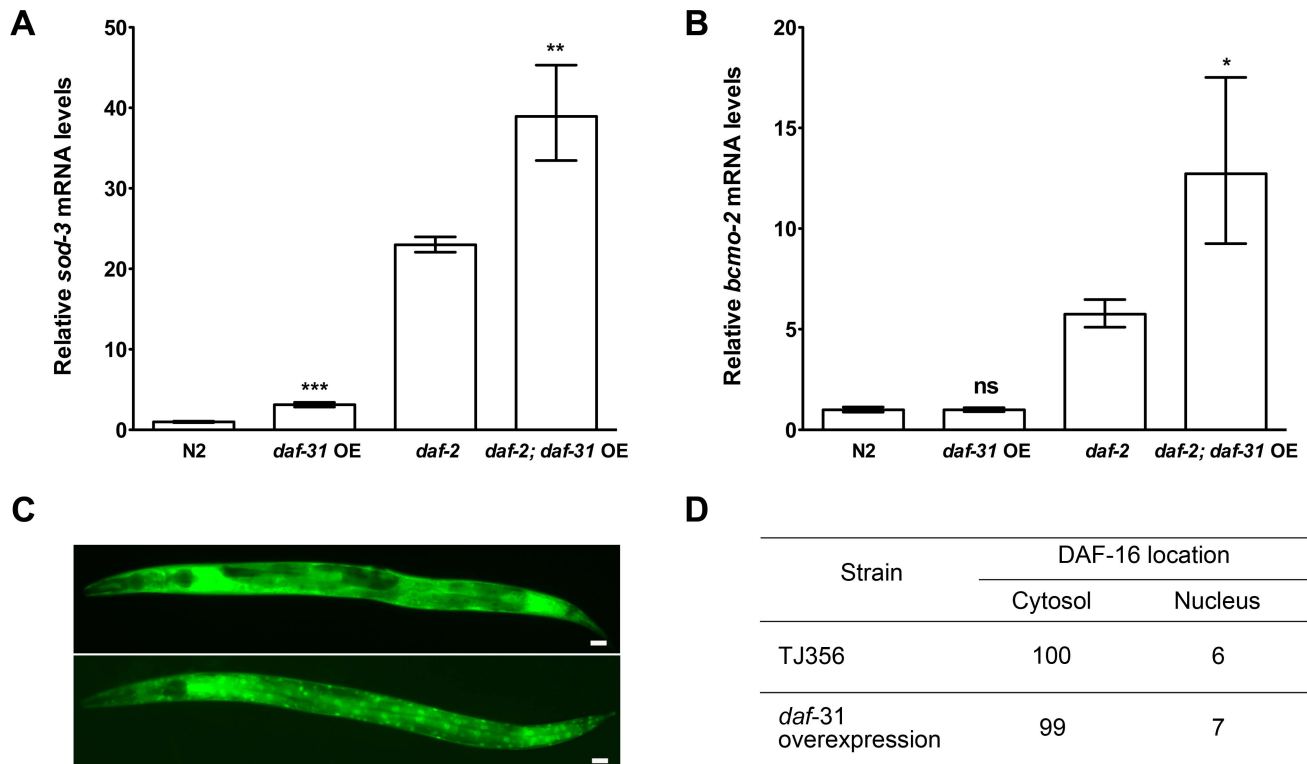 A
Relative sod-3 mRNA levels
50
40
30
20
10
0
***
**
N2
daf-31 OE
daf-2
daf-2; daf-31 OE
B
Relative bcmo-2 mRNA levels
20
15
10
5
0
ns
*
N2
daf-31 OE
daf-2
daf-2; daf-31 OE
C
D
Strain
DAF-16 location
Cytosol
Nucleus
TJ356
100
6
daf-31
overexpression
99
7